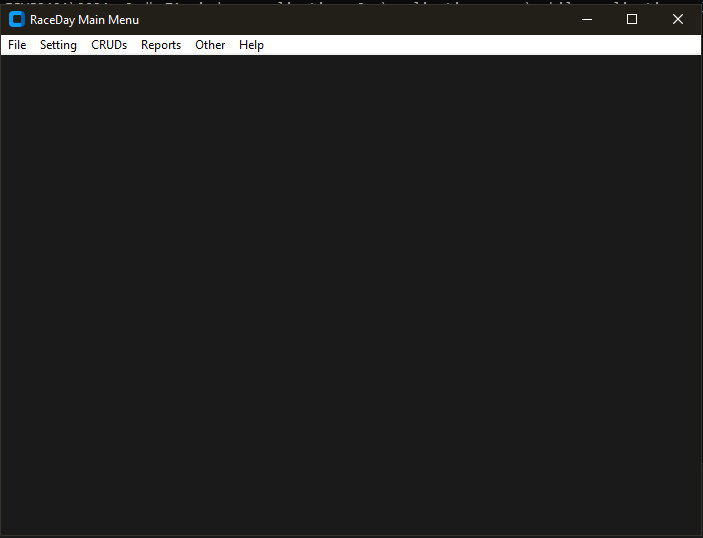 RaceDay Main Menu
File Setting CRUDs Reports Other Help